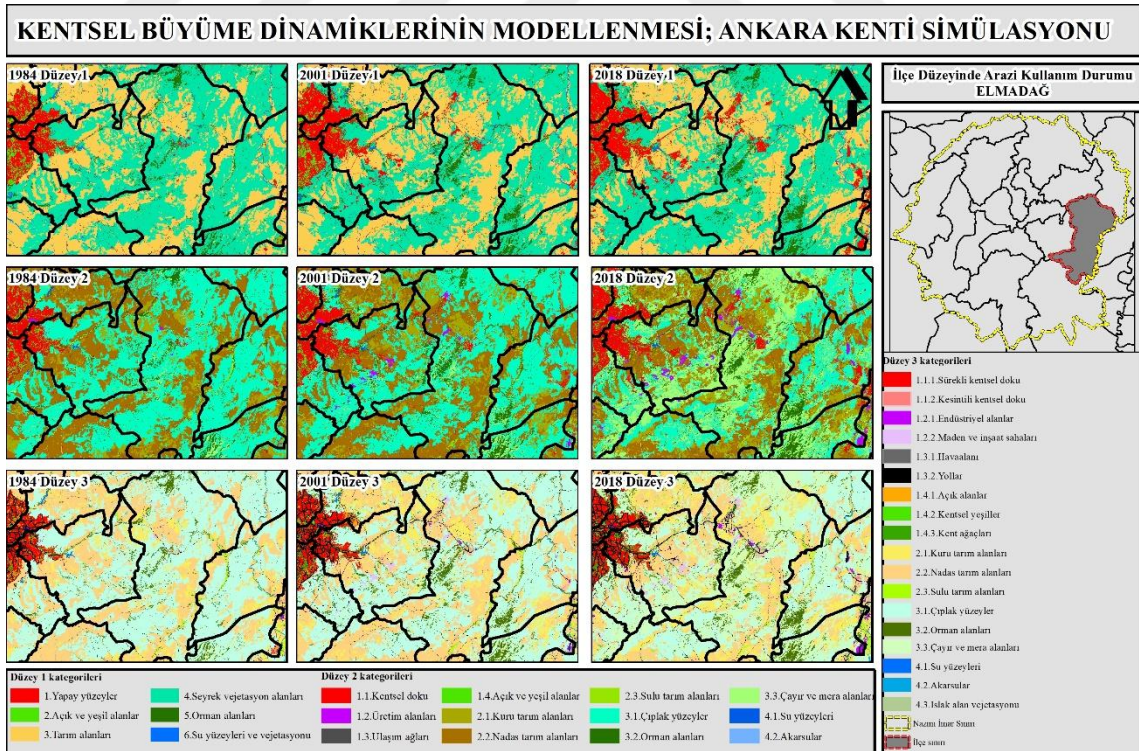 KENTSEL BÜYÜME DİNAMİKLERİNİN MODELLENMESİ; ANKARA KENTİ SİMÜLASYONU
1984 Düzey 1
2001 Düzey 1
2018 Düzey 1
İlçe Düzeyinde Arazi Kullanım Durumu
ELMADAĞ
1984 Düzey 2
2001 Düzey 2
2018 Düzey 2
1984 Düzey 3
2001 Düzey 3
2018 Düzey 3
Düzey 3 kategorileri
1.1.1.Sürekli kentsel doku
1.1.2.Kesintili kentsel doku
1.2.1.Endüstriyel alanlar
1.2.2.Maden ve inşaat sahaları
1.3.1.Havaalanı
1.3.2.Yollar
1.4.1.Açık alanlar
1.4.2.Kentsel yeşiller
1.4.3.Kent ağaçları
2.1.Kuru tarım alanları
2.2.Nadas tarım alanları
2.3.Sulu tarım alanları
3.1.Çıplak yüzeyler
3.2.Orman alanları
3.3.Çayır ve mera alanları
4.1.Su yüzeyleri
4.2.Akarsular
4.3.Islak alan vejetasyonu
Nazım İmar Sınırı
İlçe sınırı
Düzey 1 kategorileri
1.Yapay yüzeyler
2.Açık ve yeşil alanlar
3.Tarım alanları
4.Seyrek vejetasyon alanları
5.Orman alanları
6.Su yüzeyleri ve vejetasyonu
Düzey 2 kategorileri
1.1.Kentsel doku
1.2.Üretim alanları
1.3.Ulaşım ağları
1.4.Açık ve yeşil alanlar
2.1.Kuru tarım alanları
2.2.Nadas tarım alanları
2.3.Sulu tarım alanları
3.1.Çıplak yüzeyler
3.2.Orman alanları
3.3.Çayır ve mera alanları
4.1.Su yüzeyleri
4.2.Akarsular